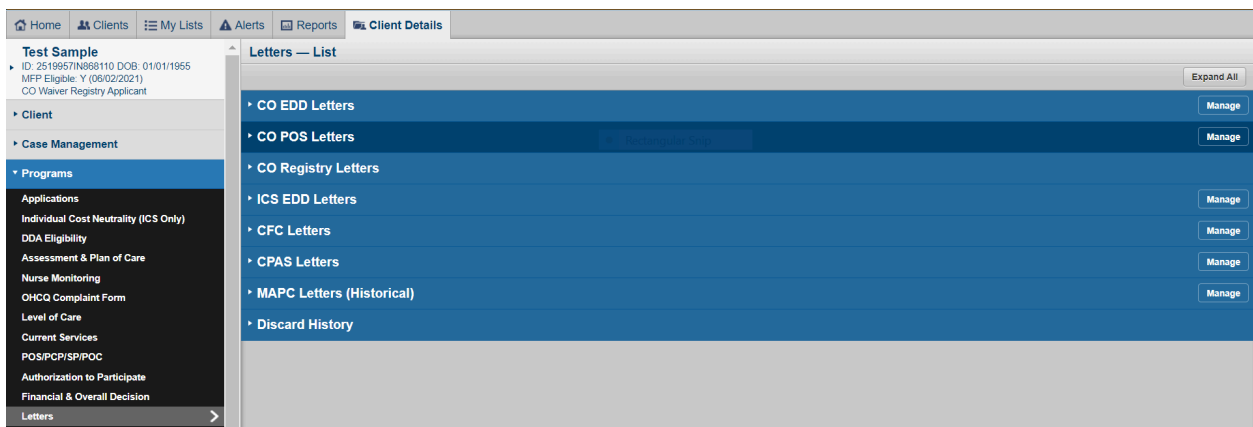 Home Clients My Lists Alerts Reports Client Details
Test Sample
ID: 2519957IN868110 DOB: 01/01/1955
MFP Eligible: Y (06/02/2021)
CO Waiver Registry Applicant
Client
Case Management
Programs
Applications
Individual Cost Neutrality (ICS Only)
DDA Eligibility
Assessment & Plan of Care
Nurse Monitoring
OHCQ Complaint Form
Level of Care
Current Services
POS/PCP/SP/POC
Authorization to Participate
Financial & Overall Decision
Letters
Letters — List
Expand All
CO EDD Letters Manage
CO POS Letters Manage
Rectangular Snip
CO Registry Letters
ICS EDD Letters Manage
CFC Letters Manage
CPAS Letters Manage
MAPC Letters (Historical) Manage
Discard History